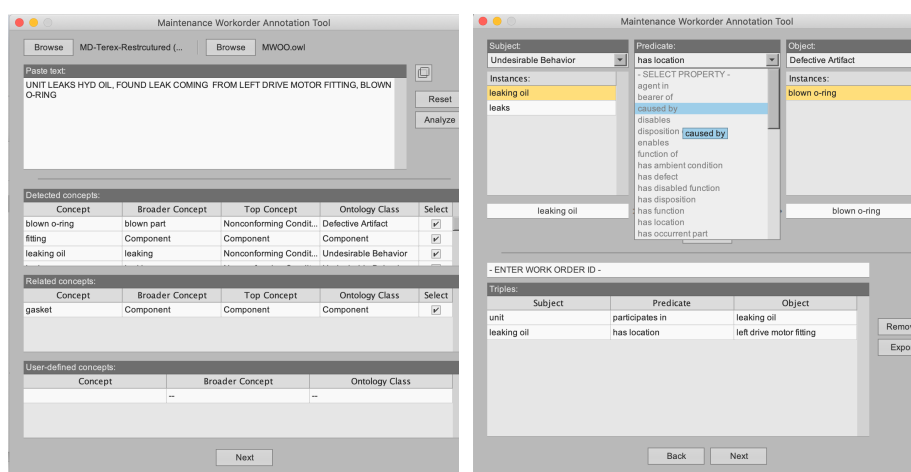 Maintenance Workorder Annotation Tool
Browse MD-Terex-Restrcutured (... Browse MWOO.owl
Paste text:
UNIT LEAKS HYD OIL, FOUND LEAK COMING FROM LEFT DRIVE MOTOR FITTING, BLOWN
O-RING
Reset
Analyze
Detected concepts:
Concept Broader Concept Top Concept Ontology Class Select
blown o-ring blown part Nonconforming Condit... Defective Artifact
fitting Component Component Component
leaking oil leaking Nonconforming Condit... Undesirable Behavior
Related concepts:
Concept Broader Concept Top Concept Ontology Class Select
gasket Component Component Component
User-defined concepts:
Concept Broader Concept Ontology Class
-- --
Next
Maintenance Workorder Annotation Tool
Subject: Predicate: Object:
Undesirable Behavior has location Defective Artifact
Instances: - SELECT PROPERTY - Instances:
leaking oil agent in blown o-ring
bearer of
leaks caused by
disables
disposition caused by
enables
function of
has ambient condition
has defect
has disabled function
has disposition
leaking oil has function blown o-ring
has location
has occurrent part
- ENTER WORK ORDER ID -
Triples:
Subject Predicate Object
unit participates in leaking oil
leaking oil has location left drive motor fitting
Remov
Expo
Back Next